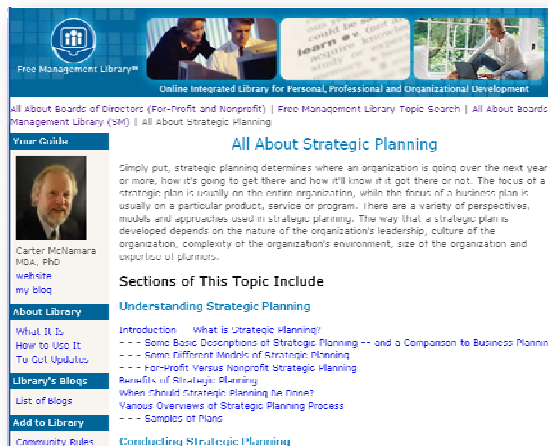 Free Management Library℠
learn
Online Integrated Library for Personal, Professional and Organizational Development
All About Boards of Directors (For-Profit and Nonprofit) | Free Management Library Topic Search | All About Boards
Management Library (SM) | All About Strategic Planning
Your Guide
Carter McNamara
MBA, PhD
website
my blog
About Library
What It Is
How to Use It
To Get Updates
Library's Blogs
List of Blogs
Add to Library
Community Rules
All About Strategic Planning
Simply put, strategic planning determines where an organization is going over the next year
or more, how it's going to get there and how it'll know if it got there or not. The focus of a
strategic plan is usually on the entire organization, while the focus of a business plan is
usually on a particular product, service or program. There are a variety of perspectives,
models and approaches used in strategic planning. The way that a strategic plan is
developed depends on the nature of the organization's leadership, culture of the
organization, complexity of the organization's environment, size of the organization and
expertise of planners.
Sections of This Topic Include
Understanding Strategic Planning
Introduction What is Strategic Planning?
- - - Some Basic Descriptions of Strategic Planning -- and a Comparison to Business Plannin
- - - Some Different Models of Strategic Planning
- - - For-Profit Versus Nonprofit Strategic Planning
Benefits of Strategic Planning
When Should Strategic Planning Be Done?
Various Overviews of Strategic Planning Process
- - - Samples of Plans
Conducting Strategic Planning